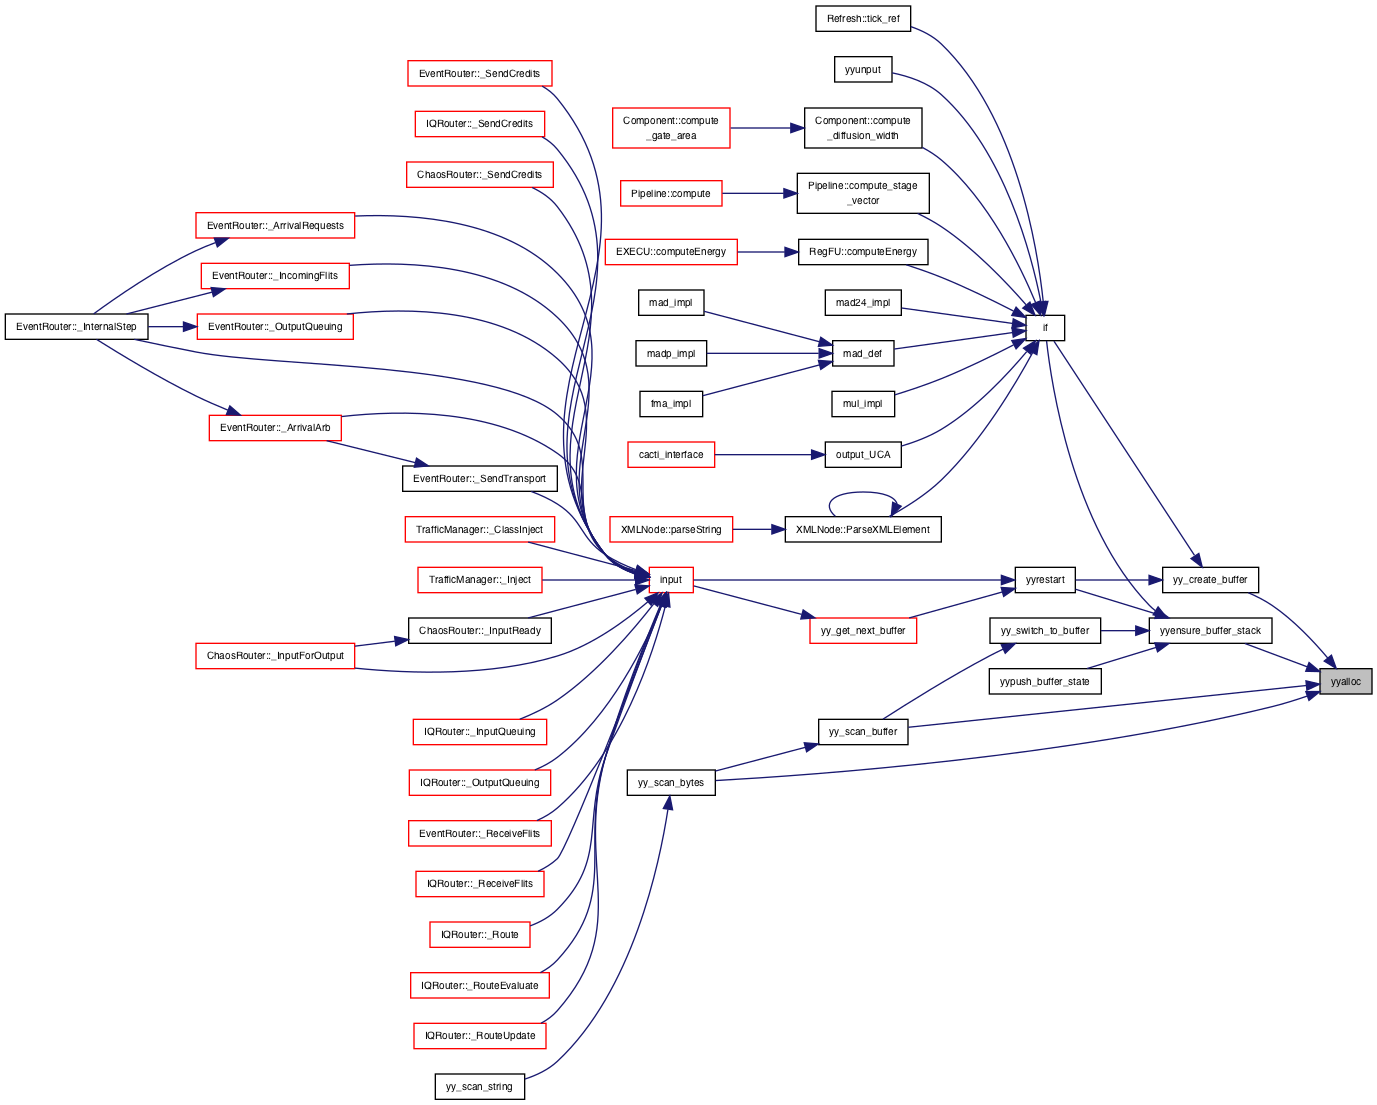 Refresh::tick_ref
EventRouter::_SendCredits
yyunput
IQRouter::_SendCredits
Component::compute
_gate_area
Component::compute
_diffusion_width
ChaosRouter::_SendCredits
Pipeline::compute
Pipeline::compute_stage
_vector
EventRouter::_ArrivalRequests
EXECU::computeEnergy
RegFU::computeEnergy
EventRouter::_IncomingFlits
mad_impl
mad24_impl
EventRouter::_InternalStep
EventRouter::_OutputQueuing
if
madp_impl
mad_def
fma_impl
mul_impl
EventRouter::_ArrivalArb
cacti_interface
output_UCA
EventRouter::_SendTransport
TrafficManager::_ClassInject
XMLNode::parseString
XMLNode::ParseXMLElement
TrafficManager::_Inject
input
yyrestart
yy_create_buffer
ChaosRouter::_InputReady
yy_get_next_buffer
yy_switch_to_buffer
yyensure_buffer_stack
ChaosRouter::_InputForOutput
yypush_buffer_state
yyalloc
IQRouter::_InputQueuing
yy_scan_buffer
IQRouter::_OutputQueuing
yy_scan_bytes
EventRouter::_ReceiveFlits
IQRouter::_ReceiveFlits
IQRouter::_Route
IQRouter::_RouteEvaluate
IQRouter::_RouteUpdate
yy_scan_string